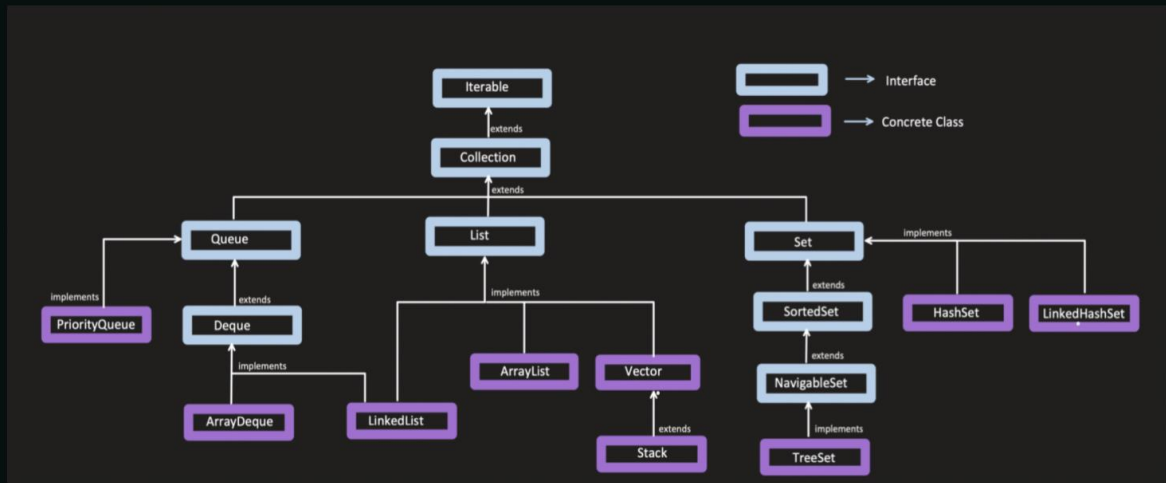 Iterable
Interface
extends
Concrete Class
Collection
extends
Queue
List
Set
implements
implements
extends
implements
extends
PriorityQueue
Deque
SortedSet
HashSet
LinkedHashSet
implements
extends
ArrayList
Vector
NavigableSet
ArrayDeque
LinkedList
extends
implements
Stack
TreeSet